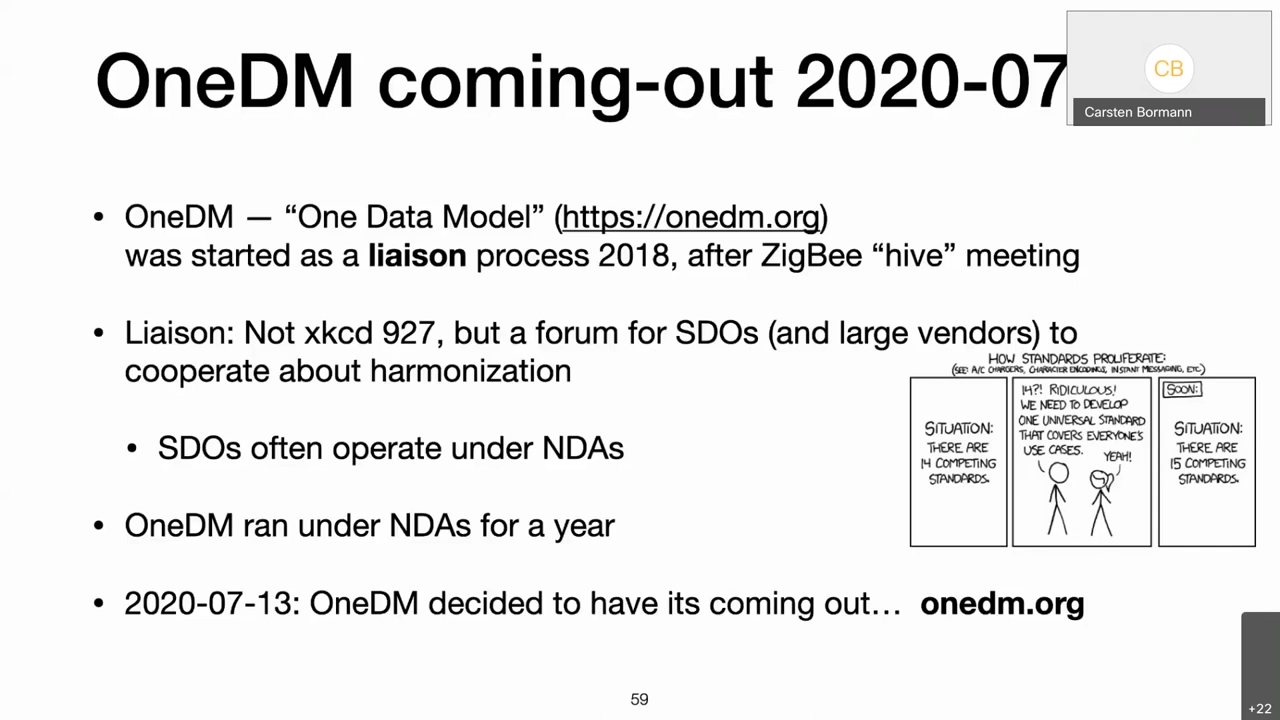 OneDM coming-out 2020-07
CB
Carsten Bormann
• OneDM — “One Data Model” (https://onedm.org)
was started as a liaison process 2018, after ZigBee “hive” meeting
• Liaison: Not xkcd 927, but a forum for SDOs (and large vendors) to
cooperate about harmonization
• SDOs often operate under NDAs
• OneDM ran under NDAs for a year
• 2020-07-13: OneDM decided to have its coming out… onedm.org
HOW STANDARDS PROLIFERATE:
(SEE: A/C CHARGERS, CHARACTER ENCODINGS, INSTANT MESSAGING, ETC.)
SITUATION:
THERE ARE
14 COMPETING
STANDARDS.
14?! RIDICULOUS!
WE NEED TO DEVELOP
ONE UNIVERSAL STANDARD
THAT COVERS EVERYONE'S
USE CASES.
YEAH!
SOON:
SITUATION:
THERE ARE
15 COMPETING
STANDARDS.
59
+22